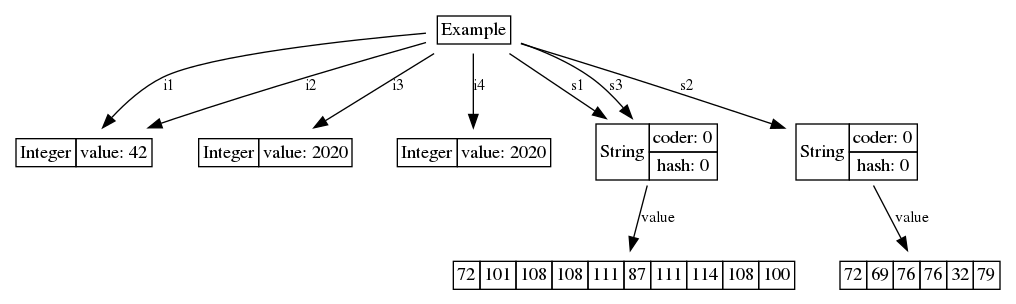 Example
i1
i2
i3
i4
s1
s3
s2
Integer value: 42
Integer value: 2020
Integer value: 2020
String coder: 0
hash: 0
String coder: 0
hash: 0
value
value
72 101 108 108 111 87 111 114 108 100
72 69 76 76 32 79